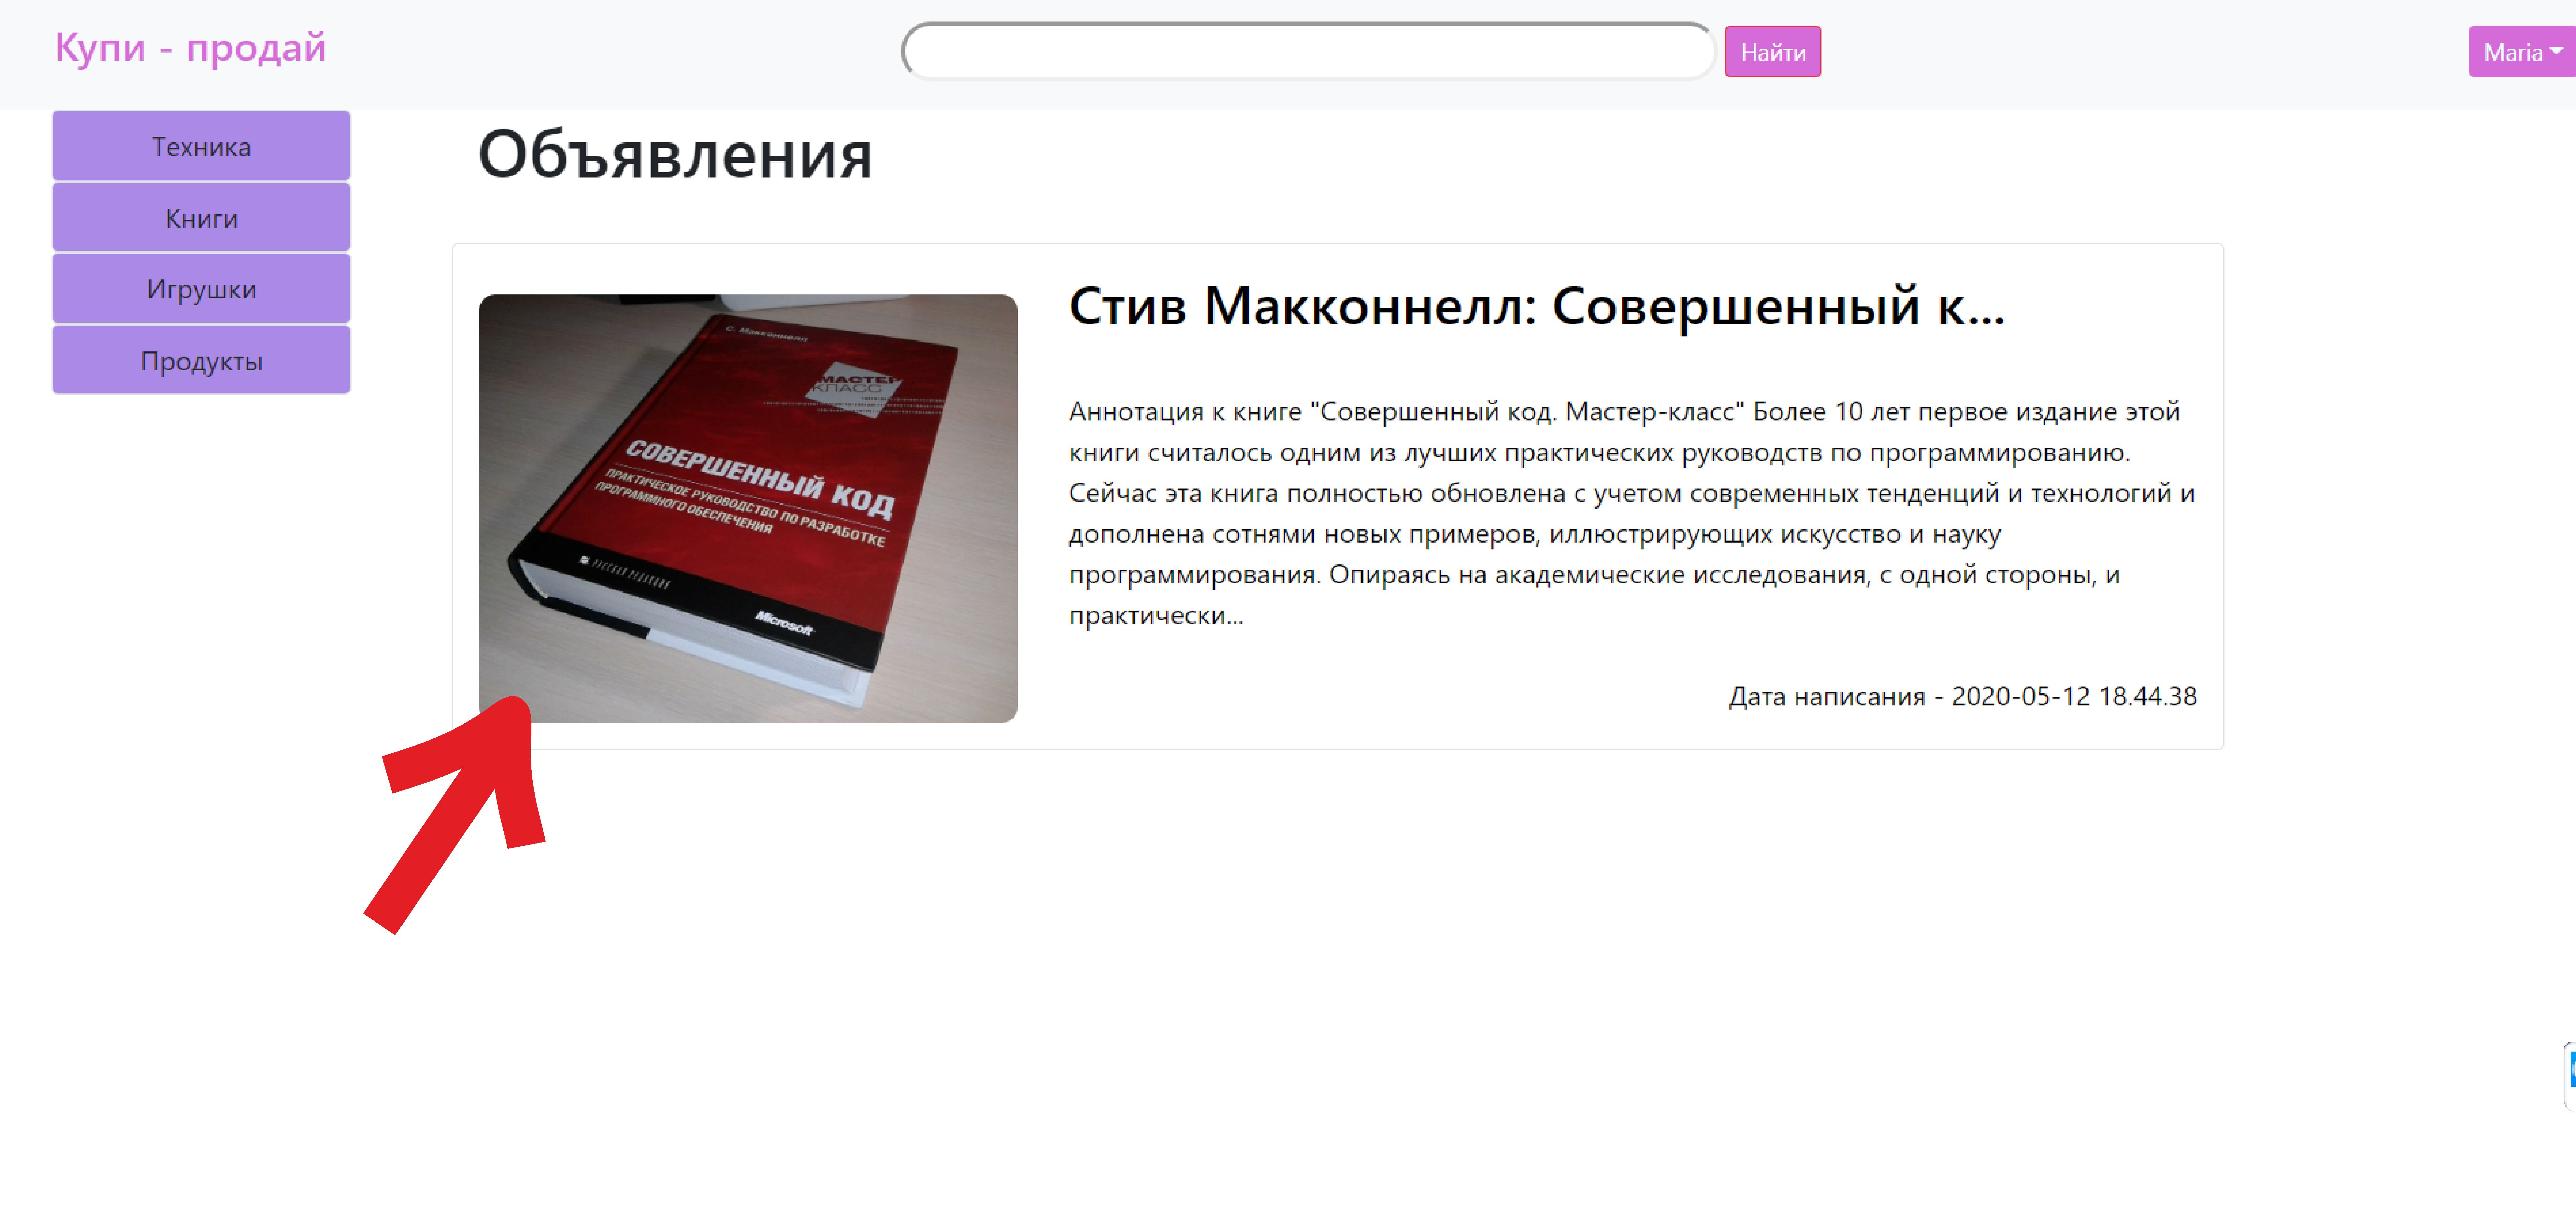 Купи - продай
Найти
Maria
Техника
Книги
Игрушки
Продукты
Объявления
С. Макконнелл
МАСТЕР
КЛАСС
СОВЕРШЕННЫЙ КОД
ПРАКТИЧЕСКОЕ РУКОВОДСТВО ПО РАЗРАБОТКЕ
ПРОГРАММНОГО ОБЕСПЕЧЕНИЯ
РУССКАЯ РЕДАКЦИЯ
Microsoft
Стив Макконнелл: Совершенный к...
Аннотация к книге "Совершенный код. Мастер-класс" Более 10 лет первое издание этой
книги считалось одним из лучших практических руководств по программированию.
Сейчас эта книга полностью обновлена с учетом современных тенденций и технологий и
дополнена сотнями новых примеров, иллюстрирующих искусство и науку
программирования. Опираясь на академические исследования, с одной стороны, и
практически...
Дата написания - 2020-05-12 18.44.38